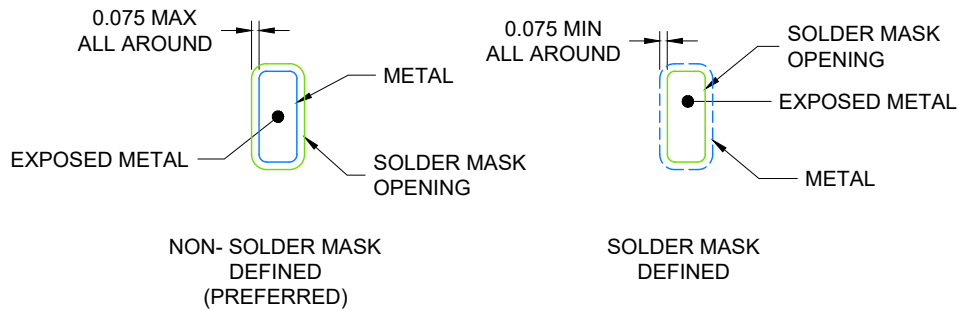 0.075 MAX
ALL AROUND
METAL
EXPOSED METAL
SOLDER MASK
OPENING
NON- SOLDER MASK
DEFINED
(PREFERRED)
0.075 MIN
ALL AROUND
SOLDER MASK
OPENING
EXPOSED METAL
METAL
SOLDER MASK
DEFINED